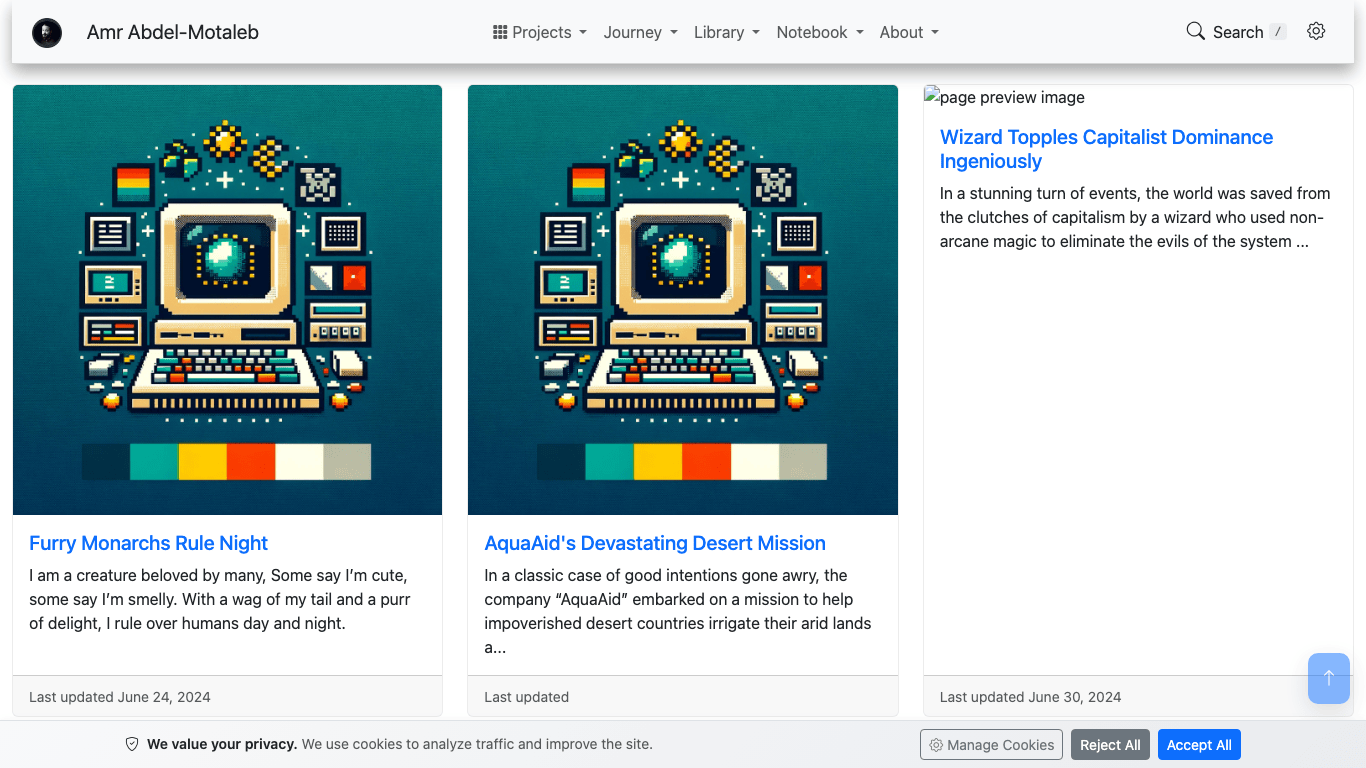 Amr Abdel-Motaleb
Projects
Journey
Library
Notebook
About
Search /
page preview image
Wizard Topples Capitalist Dominance
Ingeniously
In a stunning turn of events, the world was saved from
the clutches of capitalism by a wizard who used non-
arcane magic to eliminate the evils of the system ...
Furry Monarchs Rule Night
I am a creature beloved by many, Some say I’m cute,
some say I’m smelly. With a wag of my tail and a purr
of delight, I rule over humans day and night.
AquaAid's Devastating Desert Mission
In a classic case of good intentions gone awry, the
company “AquaAid” embarked on a mission to help
impoverished desert countries irrigate their arid lands
a...
Last updated June 24, 2024
Last updated
Last updated June 30, 2024
We value your privacy. We use cookies to analyze traffic and improve the site.
Manage Cookies
Reject All
Accept All